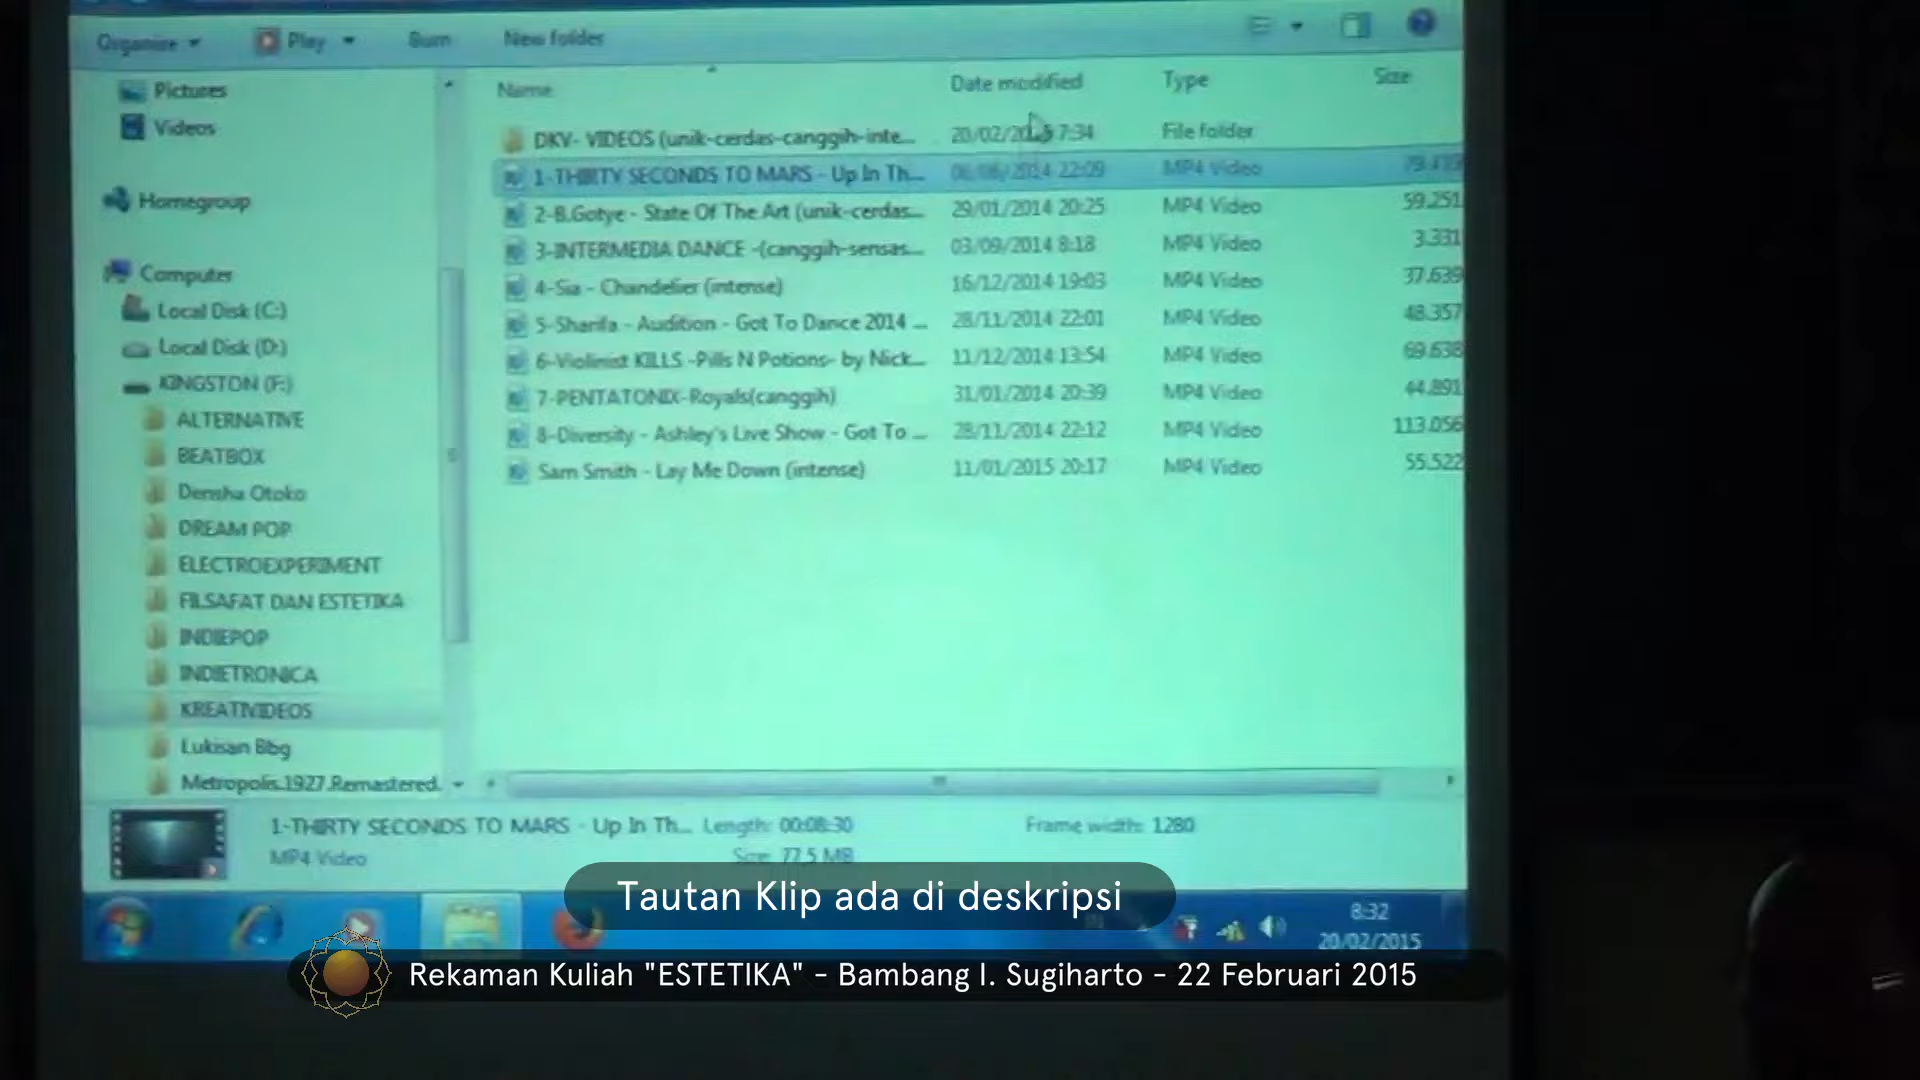 Organize Play Burn New folder
Name Date modified Type Size
Pictures
Videos
Homegroup
Computer
Local Disk (C:)
Local Disk (D:)
KINGSTON (F:)
ALTERNATIVE
BEATBOX
Densha Otoko
DREAM POP
ELECTROEXPERIMENT
FILSAFAT DAN ESTETIKA
INDIEPOP
INDIETRONICA
KREATIVIDEOS
Lukisan Bbg
Metropolis.1927.Remastered.
DKV- VIDEOS (unik-cerdas-canggih-inte... 20/02/2015 7:34 File folder
1-THIRTY SECONDS TO MARS - Up In Th... 2014 22:09 MP4 Video
2-B.Gotye - State Of The Art (unik-cerdas... 29/01/2014 20:25 MP4 Video 59.251
3-INTERMEDIA DANCE -(canggih-sensas... 03/09/2014 8:18 MP4 Video 3.331
4-Sia - Chandelier (intense) 16/12/2014 19:03 MP4 Video 37.639
5-Sharifa - Audition - Got To Dance 2014 ... 28/11/2014 22:01 MP4 Video 48.357
6-Violinist KILLS -Pills N Potions- by Nick... 11/12/2014 13:54 MP4 Video 69.638
7-PENTATONIX-Royals(canggih) 31/01/2014 20:39 MP4 Video 44.891
8-Diversity - Ashley's Live Show - Got To ... 28/11/2014 22:12 MP4 Video 113.056
Sam Smith - Lay Me Down (intense) 11/01/2015 20:17 MP4 Video 55.522
1-THIRTY SECONDS TO MARS - Up In Th... Length: 00:08:30 Frame width: 1280
MP4 Video Size: 77,5 MB
Tautan Klip ada di deskripsi
8:32
20/02/2015
Rekaman Kuliah "ESTETIKA" - Bambang I. Sugiharto - 22 Februari 2015